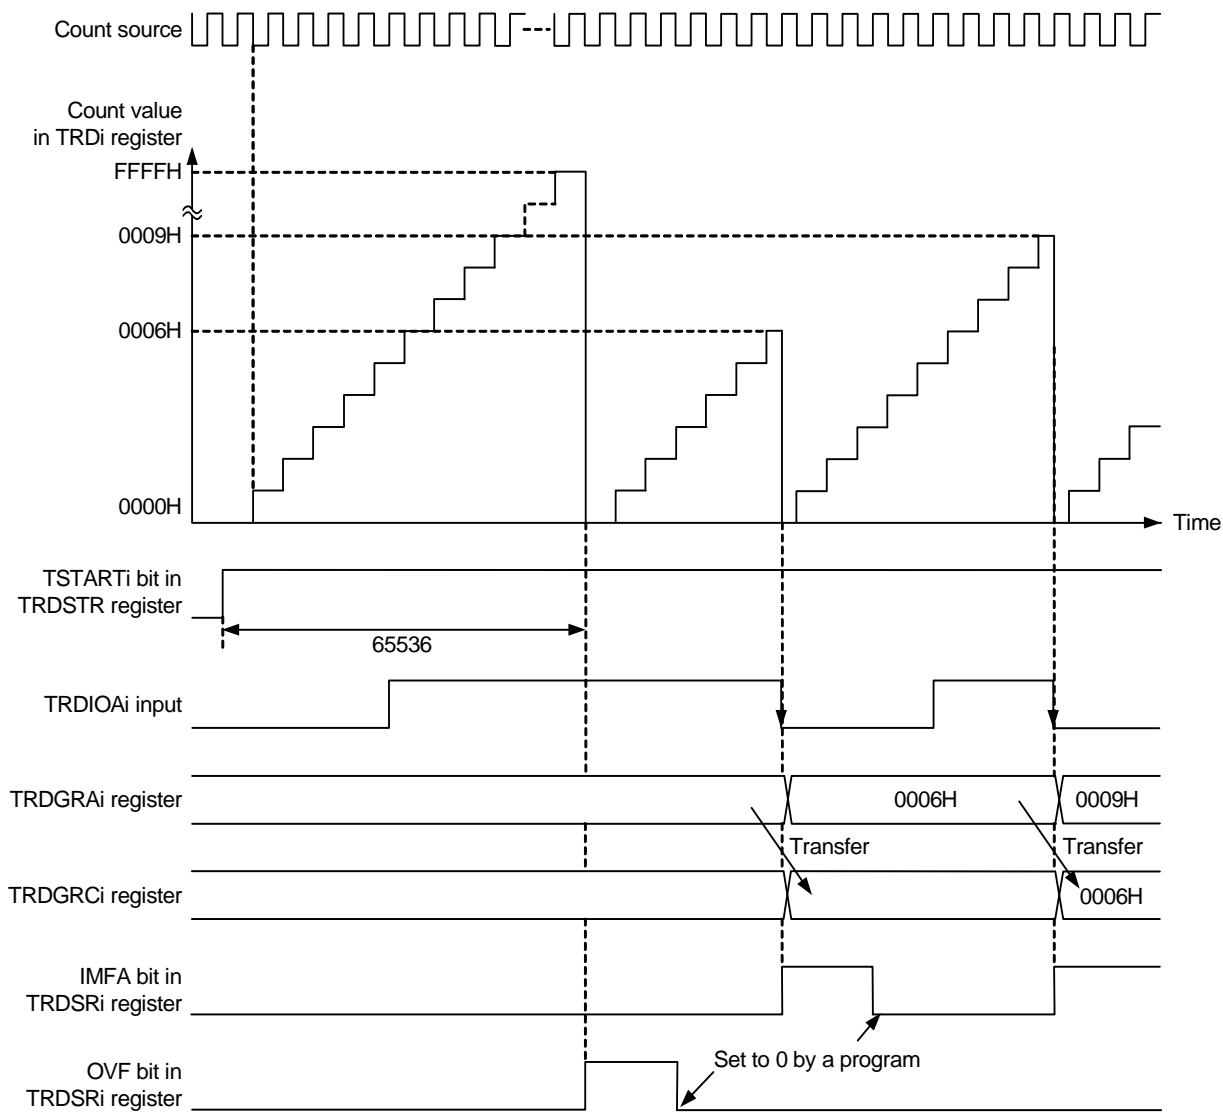 Count source
Count value
in TRDi register
FFFFH
0009H
0006H
0000H
Time
TSTARTi bit in
TRDSTR register
65536
TRDIOAi input
TRDGRAi register
0006H
0009H
Transfer
Transfer
TRDGRCi register
0006H
IMFA bit in
TRDSRi register
Set to 0 by a program
OVF bit in
TRDSRi register